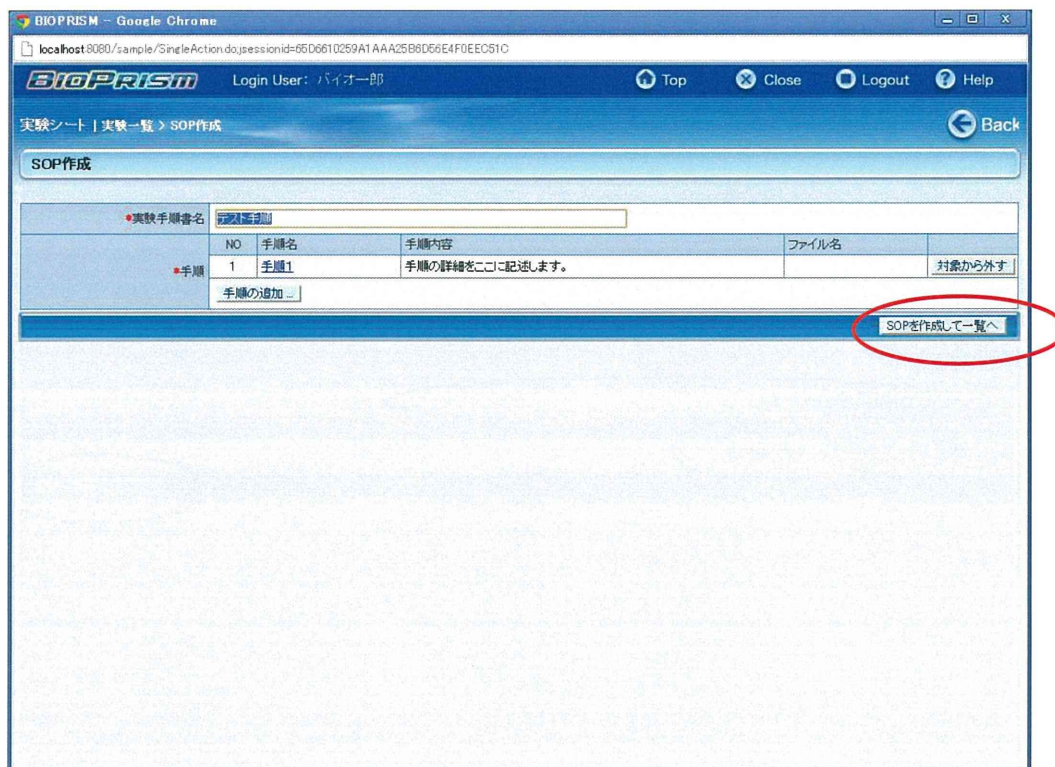 BIOPRISM - Google Chrome
localhost:8080/sample/SingleAction.do;jsessionid=65D6610259A1AAA25B6D56E4F0EEC51C
BIOPRISM Login User: バイオ一郎 Top Close Logout Help
実験シート | 実験一覧 > SOP作成 Back
SOP作成
*実験手順書名 テスト手順
NO 手順名 手順内容 ファイル名
*手順 1 手順1 手順の詳細をここに記述します。 対象から外す
手順の追加...
SOPを作成して一覧へ